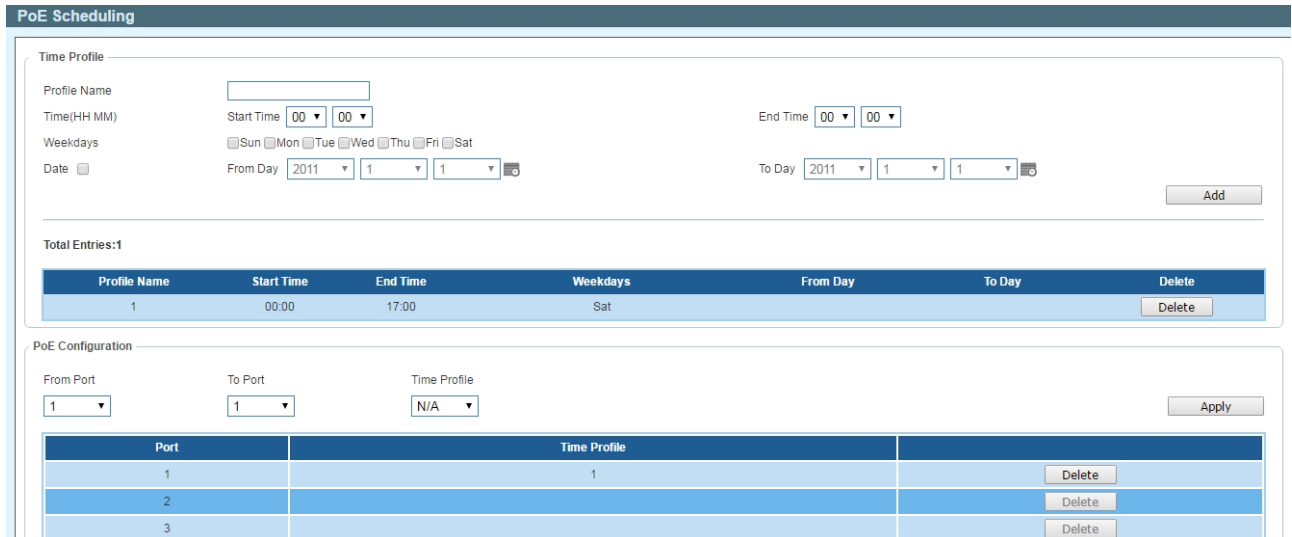 PoE Scheduling
Time Profile
Profile Name
Time(HH MM) Start Time 00 00 End Time 00 00
Weekdays Sun Mon Tue Wed Thu Fri Sat
Date From Day 2011 1 1 To Day 2011 1 1
Add
Total Entries:1
Profile Name Start Time End Time Weekdays From Day To Day Delete
1 00:00 17:00 Sat Delete
PoE Configuration
From Port To Port Time Profile
1 1 N/A Apply
Port Time Profile
1 1 Delete
2 Delete
3 Delete